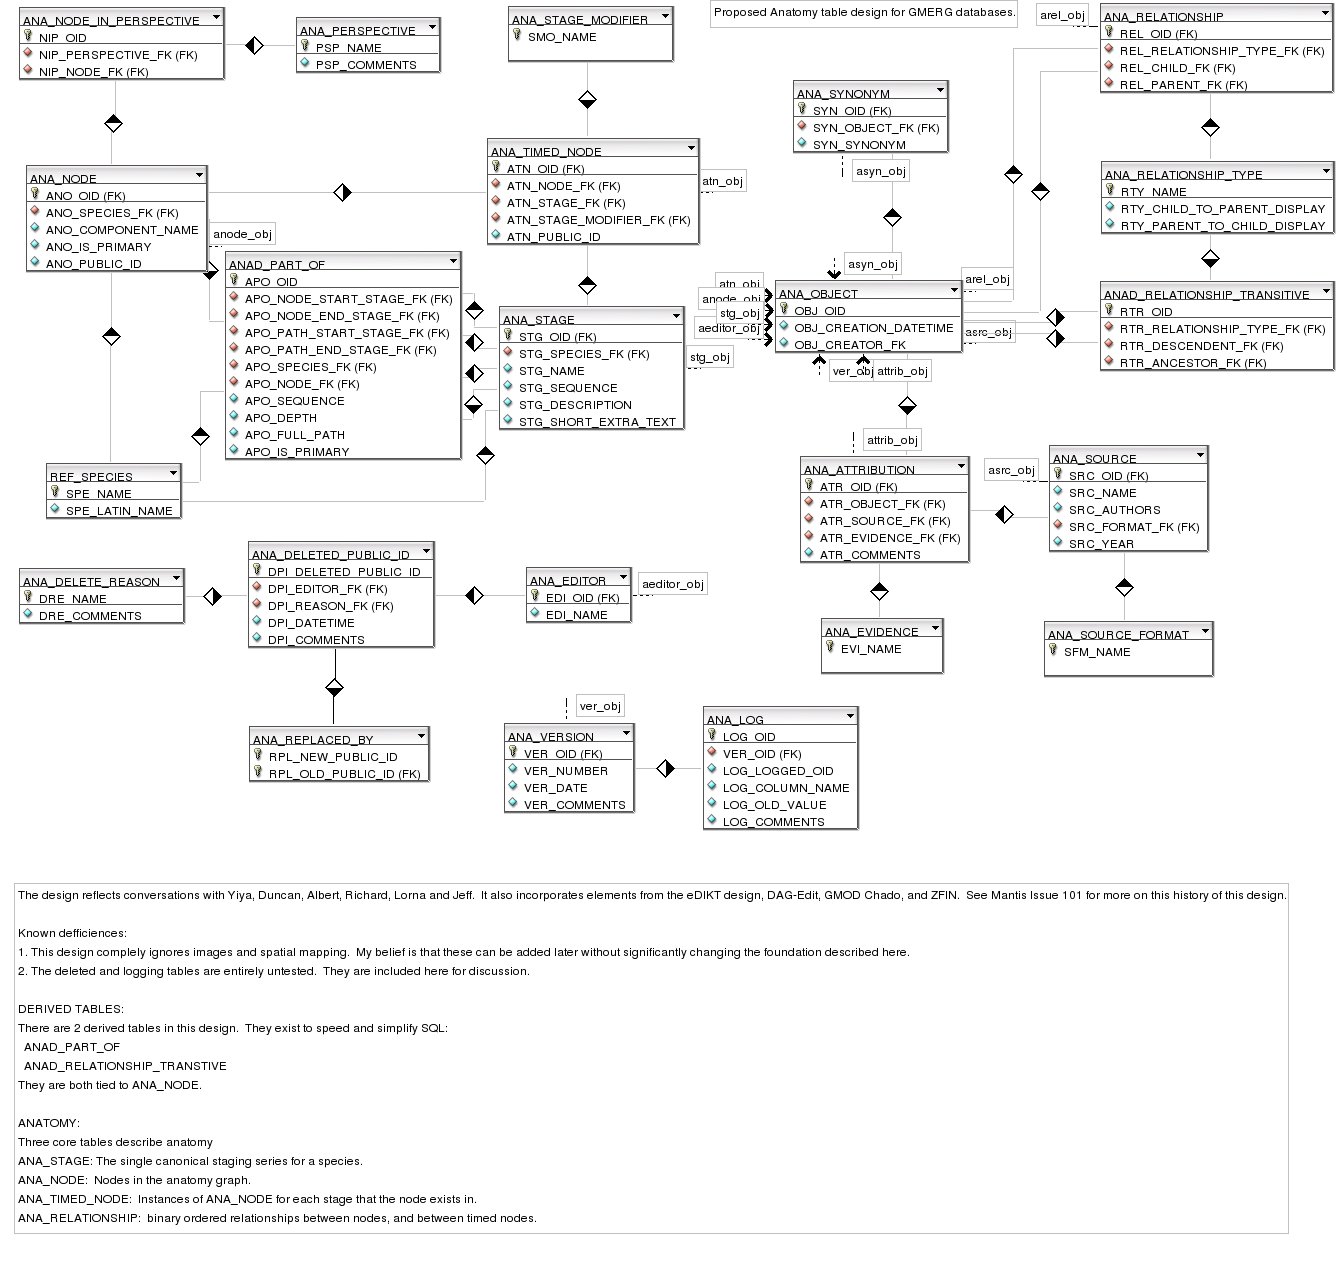 ANA_NODE_IN_PERSPECTIVE
NIP_OID
NIP_PERSPECTIVE_FK (FK)
NIP_NODE_FK (FK)
ANA_PERSPECTIVE
PSP_NAME
PSP_COMMENTS
ANA_STAGE_MODIFIER
SMO_NAME
Proposed Anatomy table design for GMERG databases.
arel_obj
ANA_RELATIONSHIP
REL_OID (FK)
REL_RELATIONSHIP_TYPE_FK (FK)
REL_CHILD_FK (FK)
REL_PARENT_FK (FK)
ANA_SYNONYM
SYN_OID (FK)
SYN_OBJECT_FK (FK)
SYN_SYNONYM
asyn_obj
ANA_NODE
ANO_OID (FK)
ANO_SPECIES_FK (FK)
ANO_COMPONENT_NAME
ANO_IS_PRIMARY
ANO_PUBLIC_ID
anode_obj
ANA_TIMED_NODE
ATN_OID (FK)
ATN_NODE_FK (FK)
ATN_STAGE_FK (FK)
ATN_STAGE_MODIFIER_FK (FK)
ATN_PUBLIC_ID
atn_obj
ANA_RELATIONSHIP_TYPE
RTY_NAME
RTY_CHILD_TO_PARENT_DISPLAY
RTY_PARENT_TO_CHILD_DISPLAY
ANAD_PART_OF
APO_OID
APO_NODE_START_STAGE_FK (FK)
APO_NODE_END_STAGE_FK (FK)
APO_PATH_START_STAGE_FK (FK)
APO_PATH_END_STAGE_FK (FK)
APO_SPECIES_FK (FK)
APO_NODE_FK (FK)
APO_SEQUENCE
APO_DEPTH
APO_FULL_PATH
APO_IS_PRIMARY
ANA_STAGE
STG_OID (FK)
STG_SPECIES_FK (FK)
STG_NAME
STG_SEQUENCE
STG_DESCRIPTION
STG_SHORT_EXTRA_TEXT
stg_obj
asyn_obj
atn_obj
anode_obj
stg_obj
aeditor_obj
ANA_OBJECT
OBJ_OID
OBJ_CREATION_DATETIME
OBJ_CREATOR_FK
arel_obj
asrc_obj
ver_obj
attrib_obj
ANAD_RELATIONSHIP_TRANSITIVE
RTR_OID
RTR_RELATIONSHIP_TYPE_FK (FK)
RTR_DESCENDENT_FK (FK)
RTR_ANCESTOR_FK (FK)
REF_SPECIES
SPE_NAME
SPE_LATIN_NAME
attrib_obj
ANA_ATTRIBUTION
ATR_OID (FK)
ATR_OBJECT_FK (FK)
ATR_SOURCE_FK (FK)
ATR_EVIDENCE_FK (FK)
ATR_COMMENTS
asrc_obj
ANA_SOURCE
SRC_OID (FK)
SRC_NAME
SRC_AUTHORS
SRC_FORMAT_FK (FK)
SRC_YEAR
ANA_DELETE_REASON
DRE_NAME
DRE_COMMENTS
ANA_DELETED_PUBLIC_ID
DPI_DELETED_PUBLIC_ID
DPI_EDITOR_FK (FK)
DPI_REASON_FK (FK)
DPI_DATETIME
DPI_COMMENTS
ANA_EDITOR
EDI_OID (FK)
EDI_NAME
aeditor_obj
ANA_EVIDENCE
EVI_NAME
ANA_SOURCE_FORMAT
SFM_NAME
ANA_REPLACED_BY
RPL_NEW_PUBLIC_ID
RPL_OLD_PUBLIC_ID (FK)
ver_obj
ANA_VERSION
VER_OID (FK)
VER_NUMBER
VER_DATE
VER_COMMENTS
ANA_LOG
LOG_OID
VER_OID (FK)
LOG_LOGGED_OID
LOG_COLUMN_NAME
LOG_OLD_VALUE
LOG_COMMENTS
The design reflects conversations with Yiya, Duncan, Albert, Richard, Lorna and Jeff.  It also incorporates elements from the eDIKT design, DAG-Edit, GMOD Chado, and ZFIN.  See Mantis Issue 101 for more on this history of this design.
Known defficiences:
1. This design complely ignores images and spatial mapping.  My belief is that these can be added later without significantly changing the foundation described here.
2. The deleted and logging tables are entirely untested.  They are included here for discussion.
DERIVED TABLES:
There are 2 derived tables in this design.  They exist to speed and simplify SQL:
ANAD_PART_OF
ANAD_RELATIONSHIP_TRANSTIVE
They are both tied to ANA_NODE.
ANATOMY:
Three core tables describe anatomy
ANA_STAGE: The single canonical staging series for a species.
ANA_NODE:  Nodes in the anatomy graph.
ANA_TIMED_NODE:  Instances of ANA_NODE for each stage that the node exists in.
ANA_RELATIONSHIP:  binary ordered relationships between nodes, and between timed nodes.